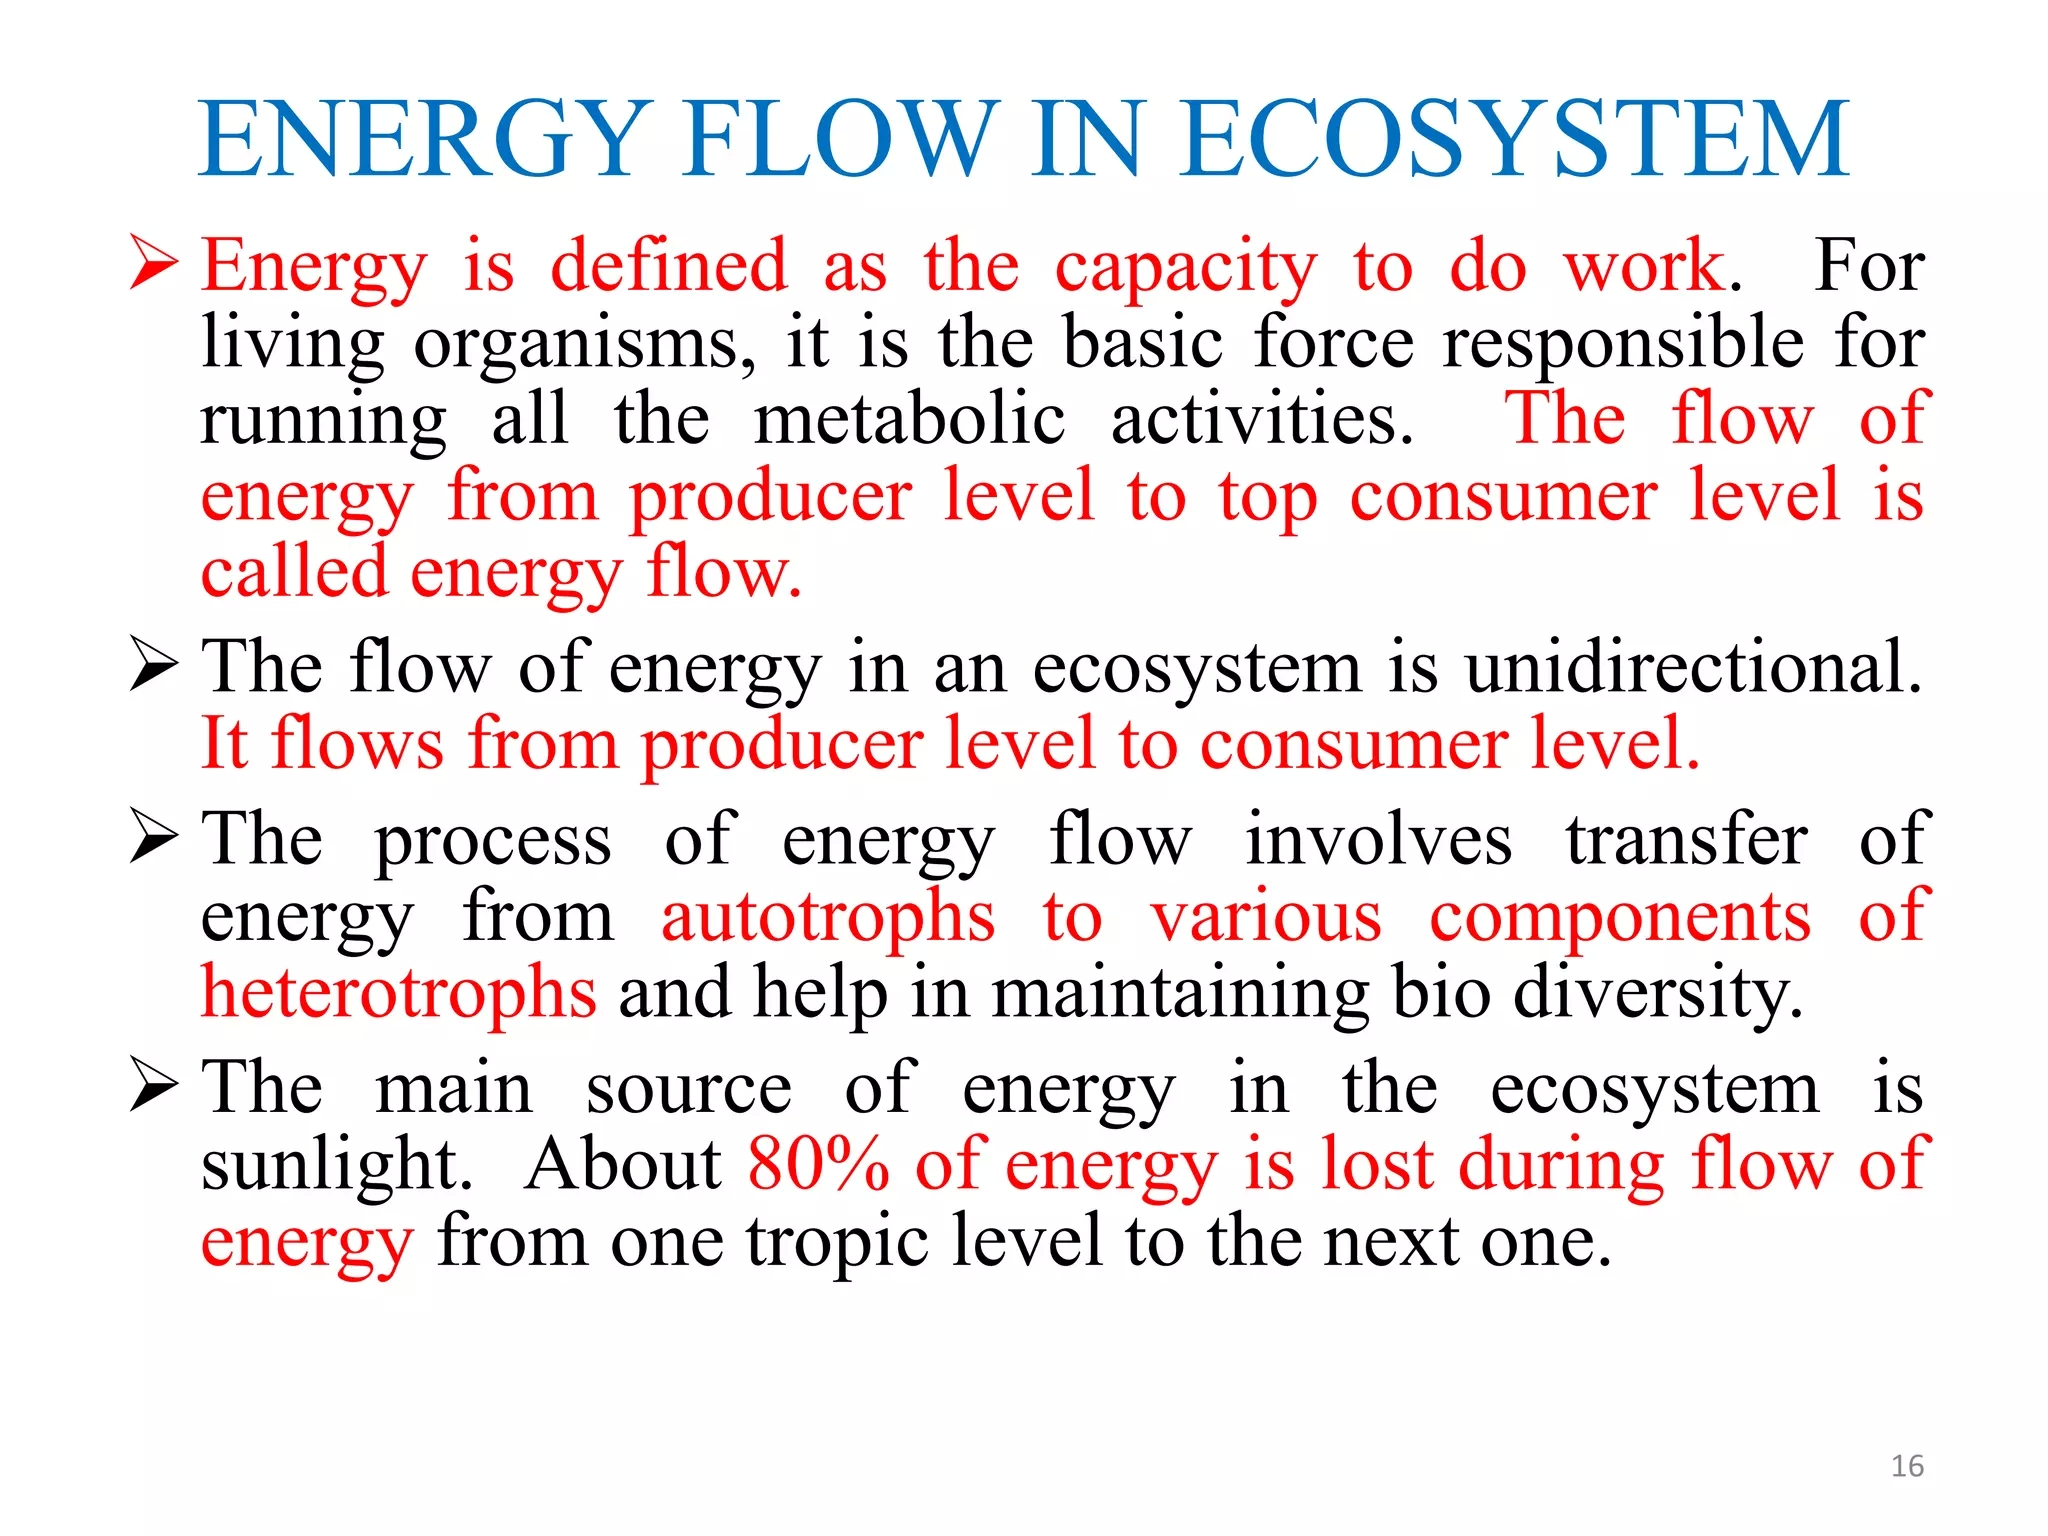 ENERGY FLOW IN ECOSYSTEM
➢ Energy is defined as the capacity to do work. For
living organisms, it is the basic force responsible for
running all the metabolic activities. The flow of
energy from producer level to top consumer level is
called energy flow.
➢ The flow of energy in an ecosystem is unidirectional.
It flows from producer level to consumer level.
➢ The process of energy flow involves transfer of
energy from autotrophs to various components of
heterotrophs and help in maintaining bio diversity.
➢ The main source of energy in the ecosystem is
sunlight. About 80% of energy is lost during flow of
energy from one tropic level to the next one.
16